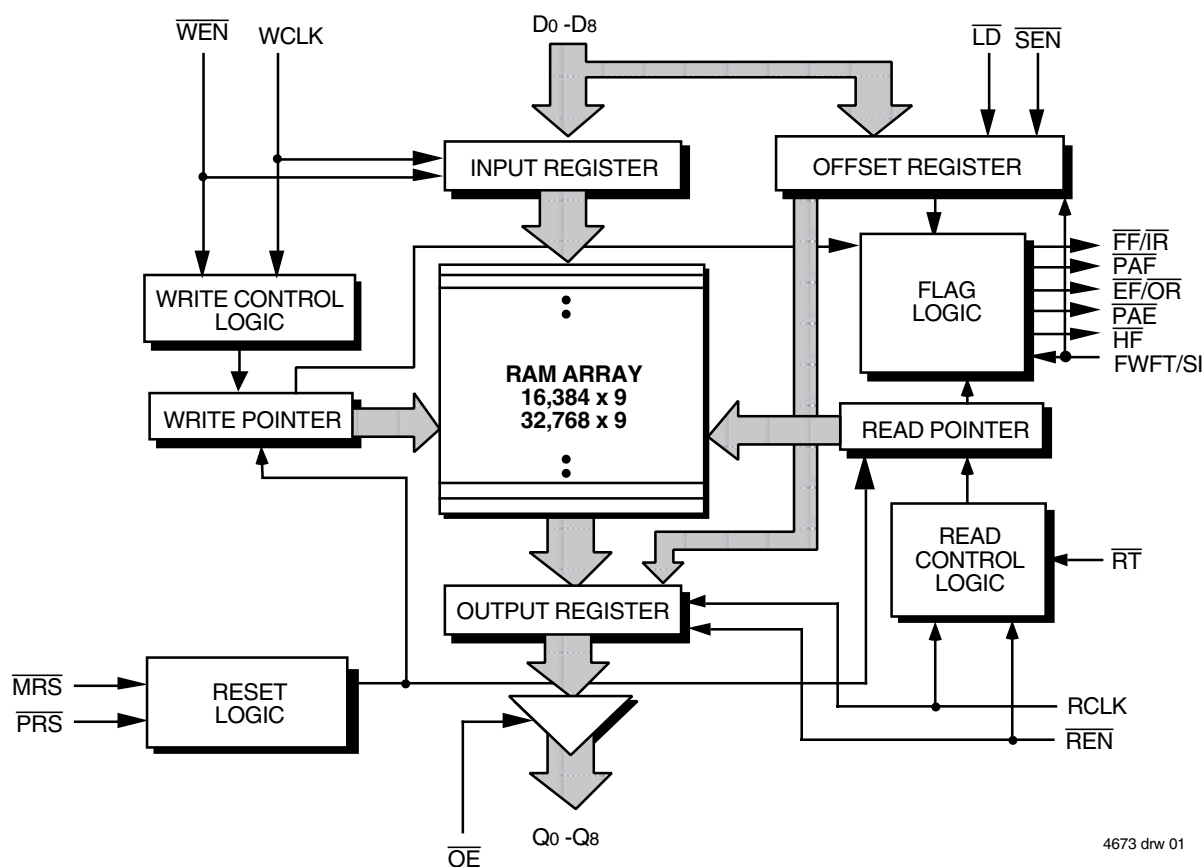 WEN WCLK D0 -D8 LD SEN
INPUT REGISTER
OFFSET REGISTER
WRITE CONTROL
LOGIC
FLAG
LOGIC
FF/IR
PAF
EF/OR
PAE
HF
FWFT/SI
RAM ARRAY
16,384 x 9
32,768 x 9
WRITE POINTER
READ POINTER
READ
CONTROL
LOGIC
RT
OUTPUT REGISTER
MRS
PRS
RESET
LOGIC
RCLK
REN
OE
Q0 -Q8
4673 drw 01